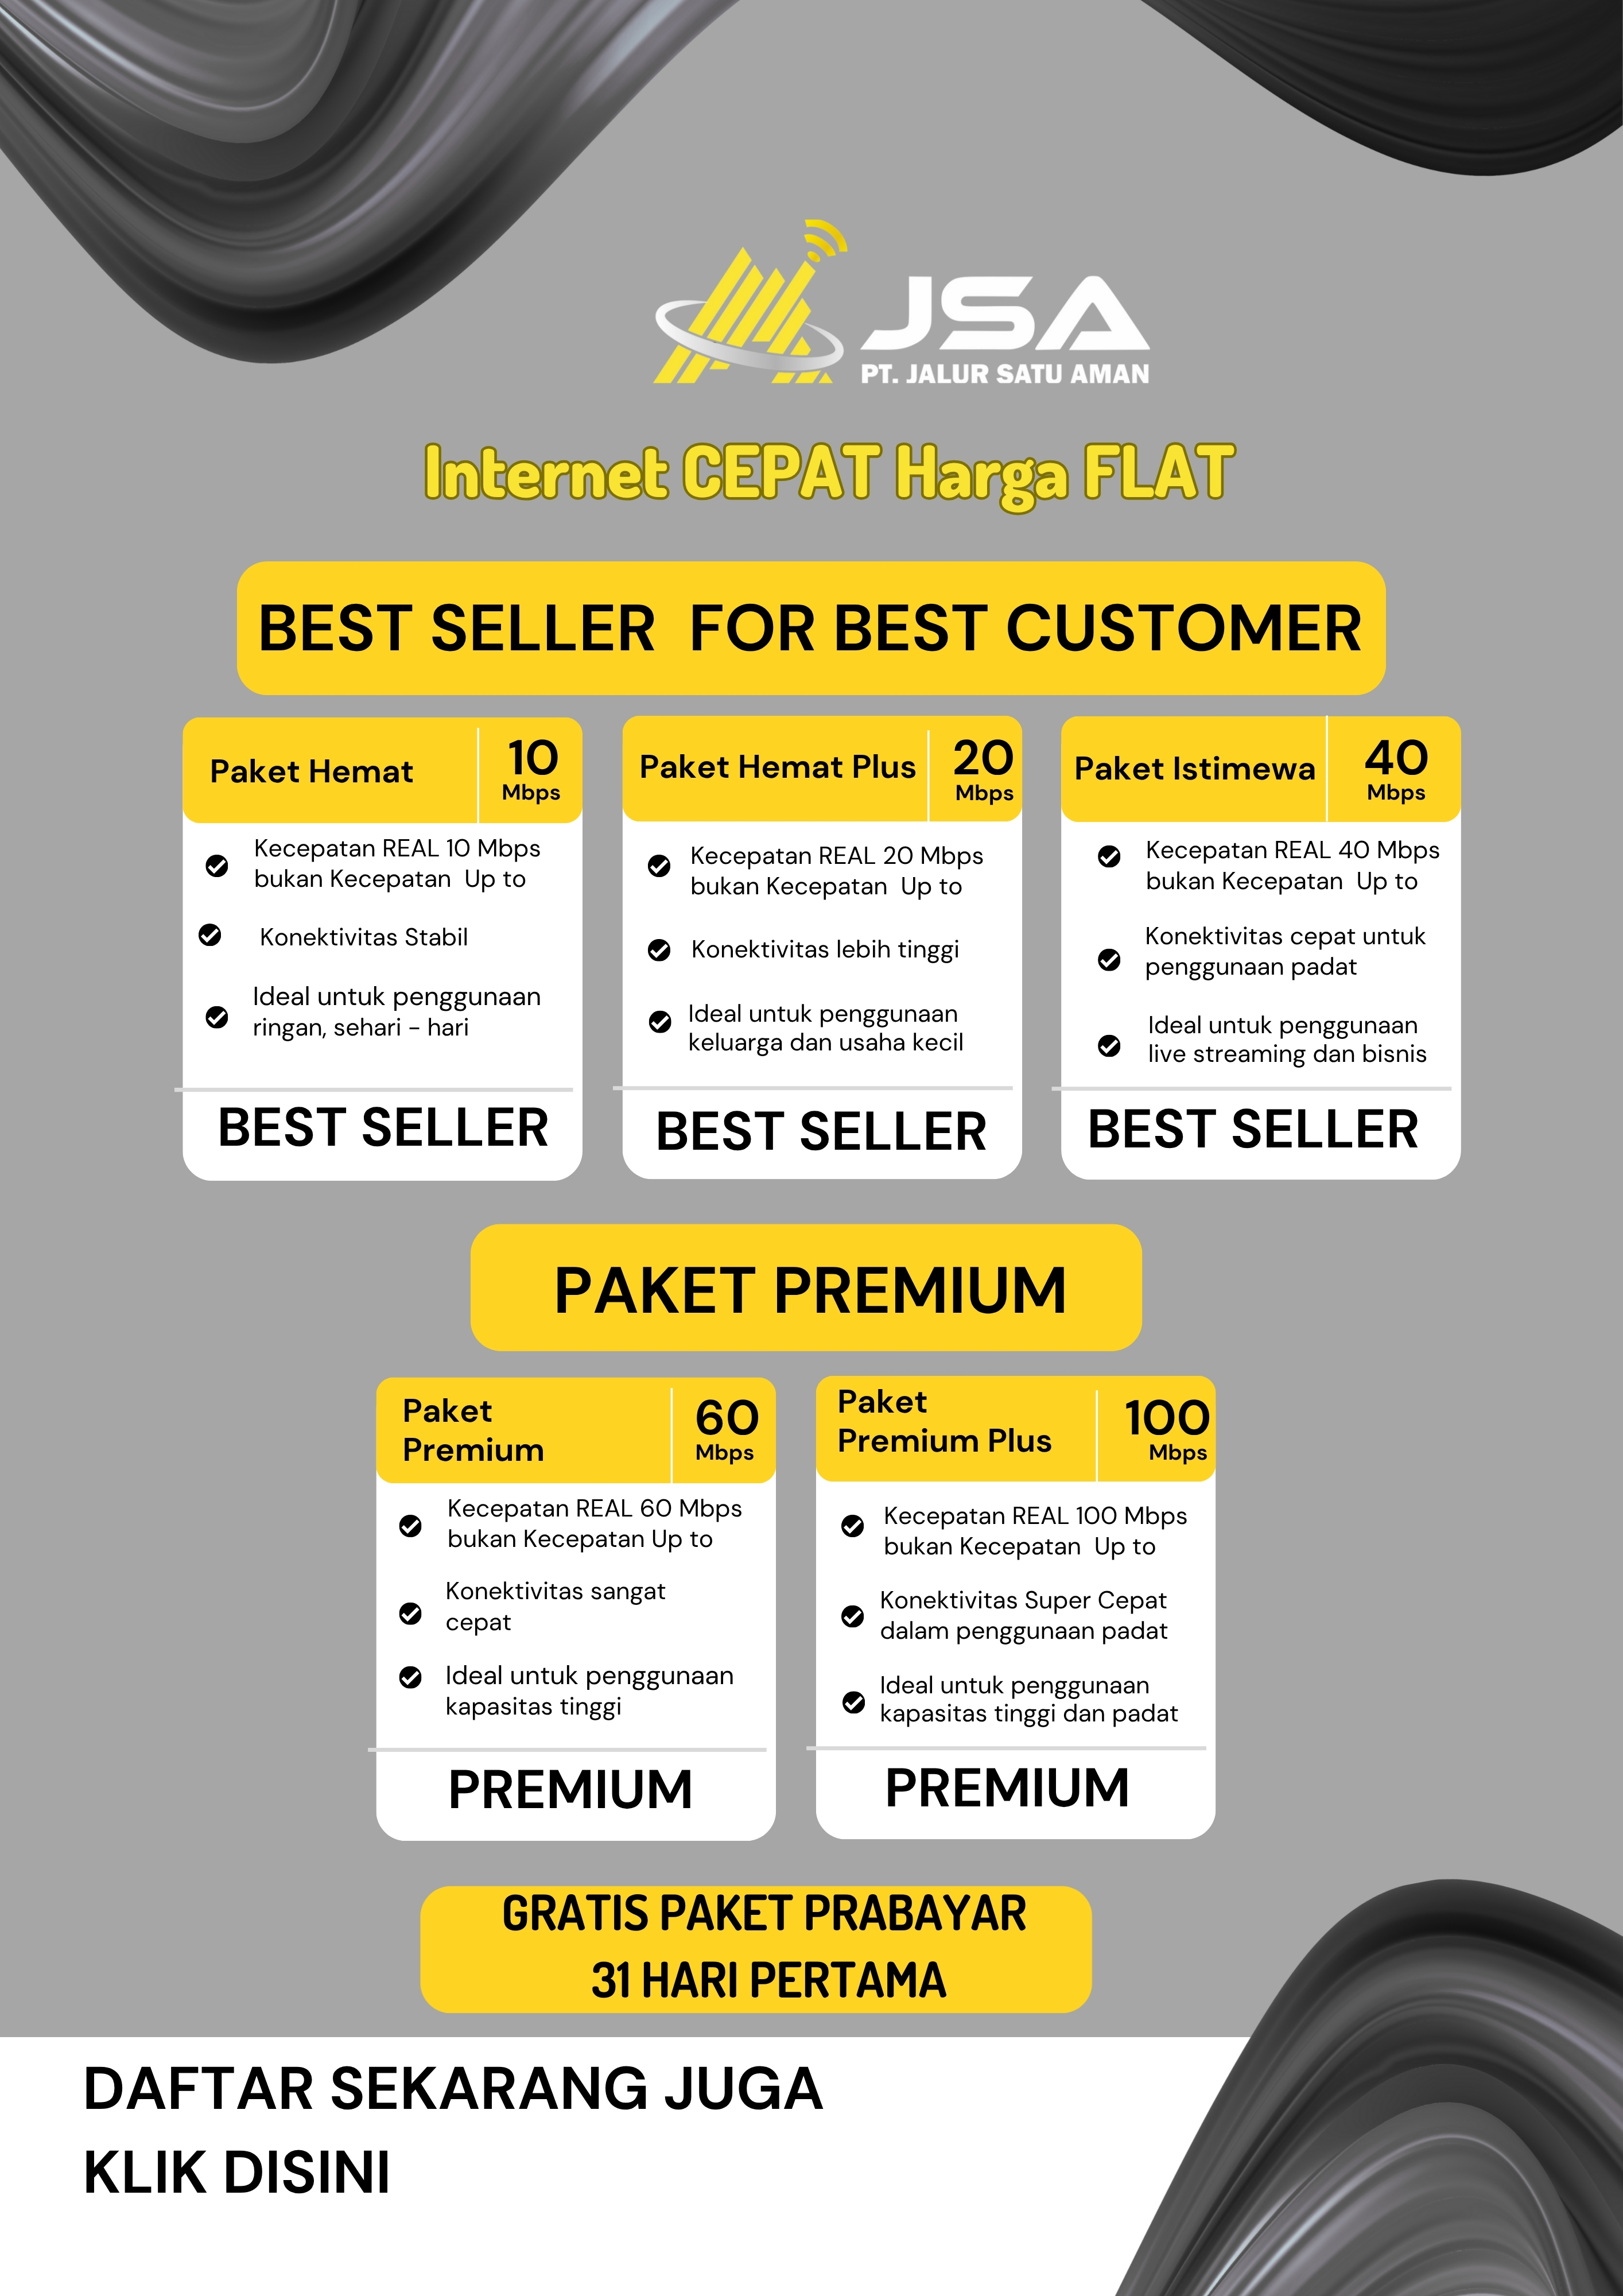 JSA
PT. JALUR SATU AMAN
Internet CEPAT Harga FLAT
BEST SELLER  FOR BEST CUSTOMER
Paket Hemat
10
Mbps
Kecepatan REAL 10 Mbps
bukan Kecepatan  Up to
Konektivitas Stabil
Ideal untuk penggunaan
ringan, sehari - hari
BEST SELLER
Paket Hemat Plus
20
Mbps
Kecepatan REAL 20 Mbps
bukan Kecepatan  Up to
Konektivitas lebih tinggi
Ideal untuk penggunaan
keluarga dan usaha kecil
BEST SELLER
Paket Istimewa
40
Mbps
Kecepatan REAL 40 Mbps
bukan Kecepatan  Up to
Konektivitas cepat untuk
penggunaan padat
Ideal untuk penggunaan
live streaming dan bisnis
BEST SELLER
PAKET PREMIUM
Paket
Premium
60
Mbps
Kecepatan REAL 60 Mbps
bukan Kecepatan Up to
Konektivitas sangat
cepat
Ideal untuk penggunaan
kapasitas tinggi
PREMIUM
Paket
Premium Plus
100
Mbps
Kecepatan REAL 100 Mbps
bukan Kecepatan  Up to
Konektivitas Super Cepat
dalam penggunaan padat
Ideal untuk penggunaan
kapasitas tinggi dan padat
PREMIUM
GRATIS PAKET PRABAYAR
31 HARI PERTAMA
DAFTAR SEKARANG JUGA
KLIK DISINI